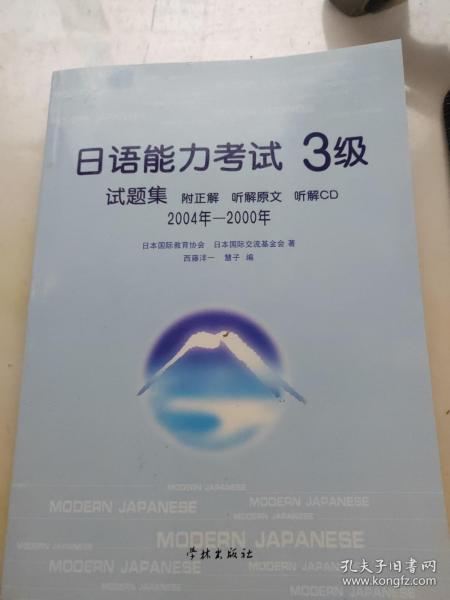 MODERN JAPANESE
日语能力考试 3级
试题集 附正解 听解原文 听解CD
2004年—2000年
日本国际教育协会 日本国际交流基金会 著
西藤洋一 慧子 编
MODERN JAPANESE
MODERN JAPANESE
MODERN JAPANESE
MODERN JAPANESE
MODERN JAPANESE
学林出版社
孔夫子旧书网
www.kongfz.com